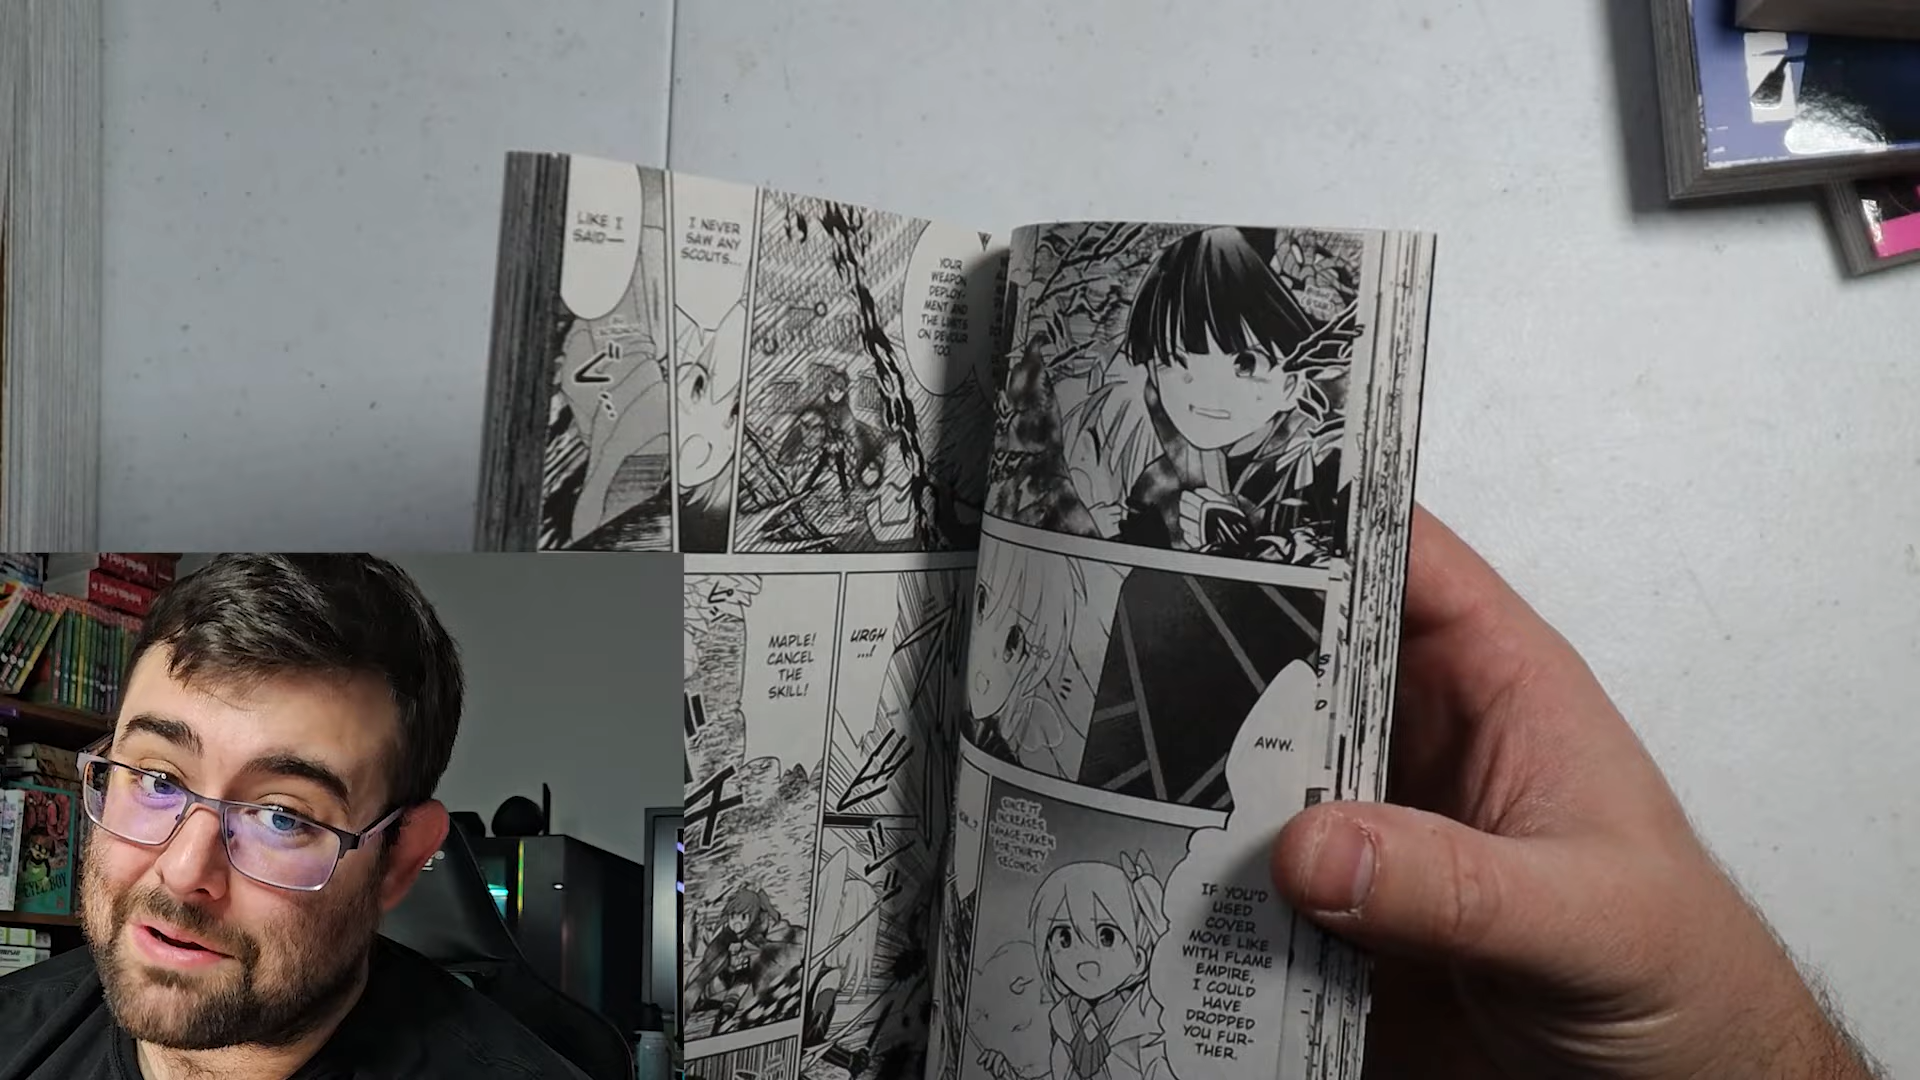 LIKE I
SAID—
I NEVER
SAW ANY
SCOUTS...
YOUR
WEAPON
DEPLOY-
MENT AND
THE LIMITS
ON DEVOUR
TOO.
MAPLE!
CANCEL
THE
SKILL!
URGH
...!
AWW.
SINCE IT
INCREASES
DAMAGE TAKEN
FOR THIRTY
SECONDS.
IF YOU'D
USED
COVER
MOVE LIKE
WITH FLAME
EMPIRE,
I COULD
HAVE
DROPPED
YOU FUR-
THER.